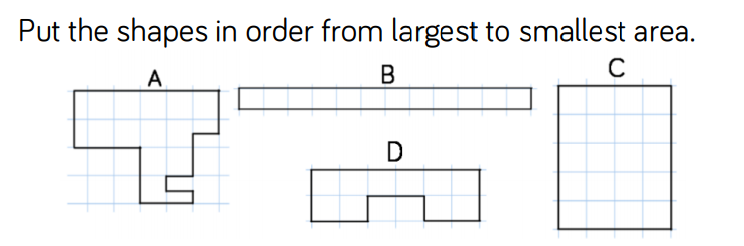 Put the shapes in order from largest to smallest area.
A
B
C
D